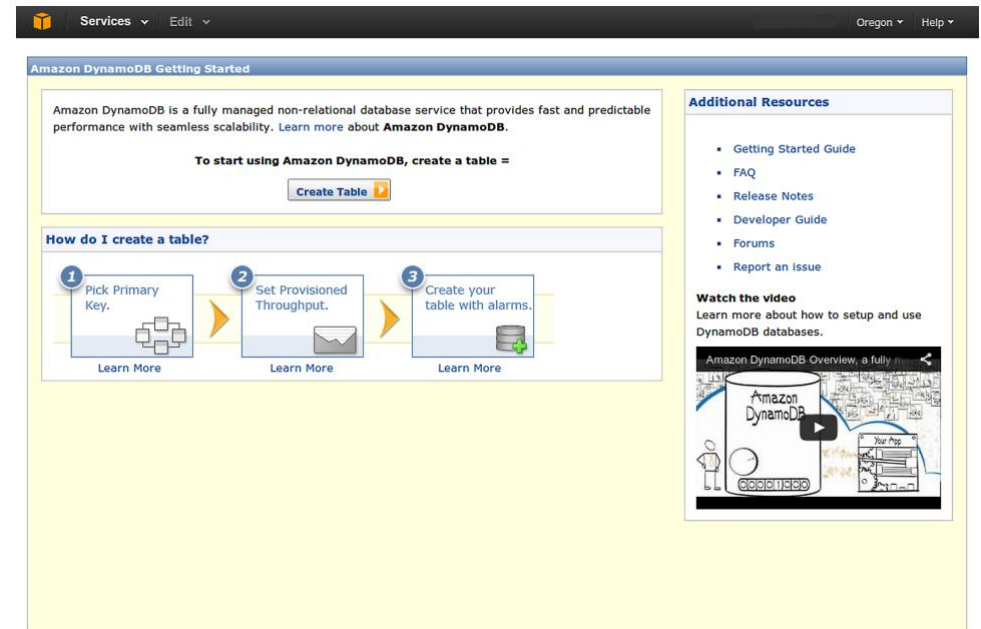 Services Edit Oregon Help
Amazon DynamoDB Getting Started
Amazon DynamoDB is a fully managed non-relational database service that provides fast and predictable
performance with seamless scalability. Learn more about Amazon DynamoDB.
To start using Amazon DynamoDB, create a table =
Create Table
How do I create a table?
1
Pick Primary
Key.
Learn More
2
Set Provisioned
Throughput.
Learn More
3
Create your
table with alarms.
Learn More
Additional Resources
Getting Started Guide
FAQ
Release Notes
Developer Guide
Forums
Report an issue
Watch the video
Learn more about how to setup and use
DynamoDB databases.
Amazon DynamoDB Overview, a fully
Amazon
DynamoDB
Your App
00001000